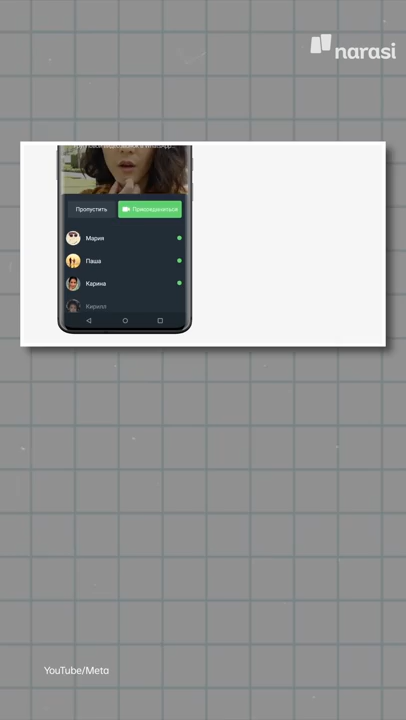 narasi
Пропустить
Присоединиться
Мария
Паша
Карина
Кирилл
YouTube/Meta